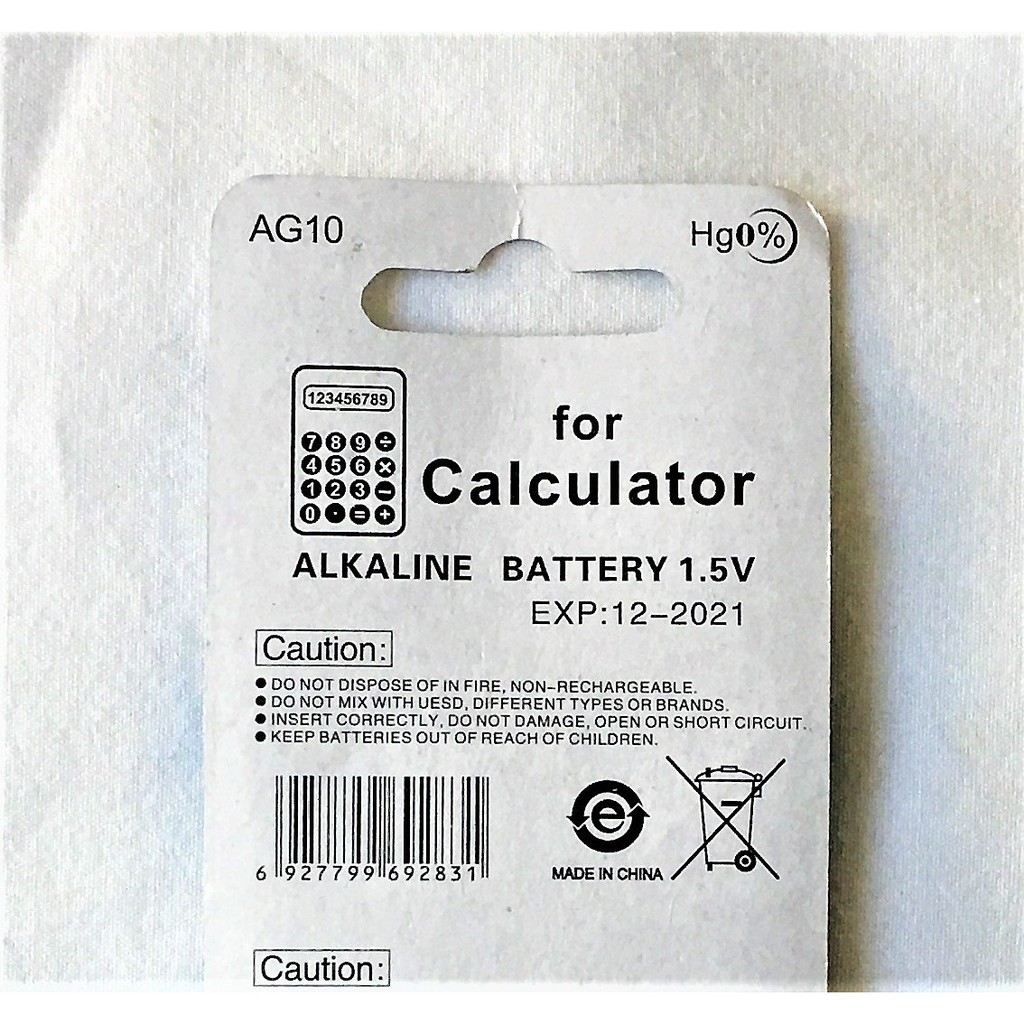 AG10
Hg0%
123456789
7 8 9 ÷
4 5 6 ×
1 2 3 −
0 · = +
for
Calculator
ALKALINE BATTERY 1.5V
EXP:12-2021
Caution:
● DO NOT DISPOSE OF IN FIRE, NON-RECHARGEABLE.
● DO NOT MIX WITH UESD, DIFFERENT TYPES OR BRANDS.
● INSERT CORRECTLY, DO NOT DAMAGE, OPEN OR SHORT CIRCUIT.
● KEEP BATTERIES OUT OF REACH OF CHILDREN.
6 927799 692831
e
MADE IN CHINA
Caution: